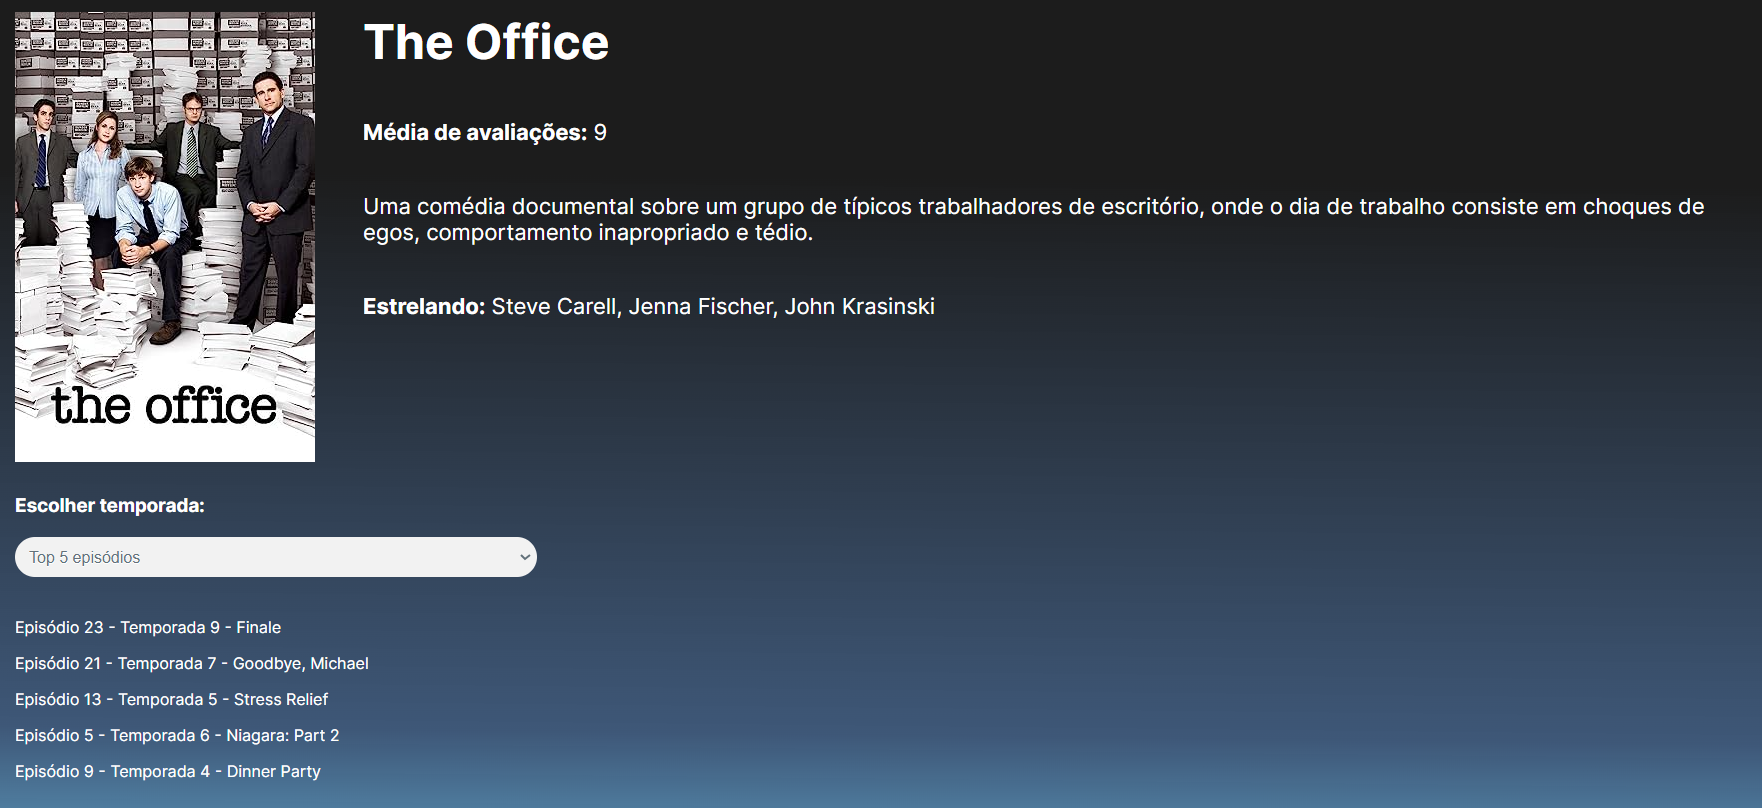 The Office
Média de avaliações: 9
Uma comédia documental sobre um grupo de típicos trabalhadores de escritório, onde o dia de trabalho consiste em choques de
egos, comportamento inapropriado e tédio.
Estrelando: Steve Carell, Jenna Fischer, John Krasinski
the office
Escolher temporada:
Top 5 episódios
Episódio 23 - Temporada 9 - Finale
Episódio 21 - Temporada 7 - Goodbye, Michael
Episódio 13 - Temporada 5 - Stress Relief
Episódio 5 - Temporada 6 - Niagara: Part 2
Episódio 9 - Temporada 4 - Dinner Party